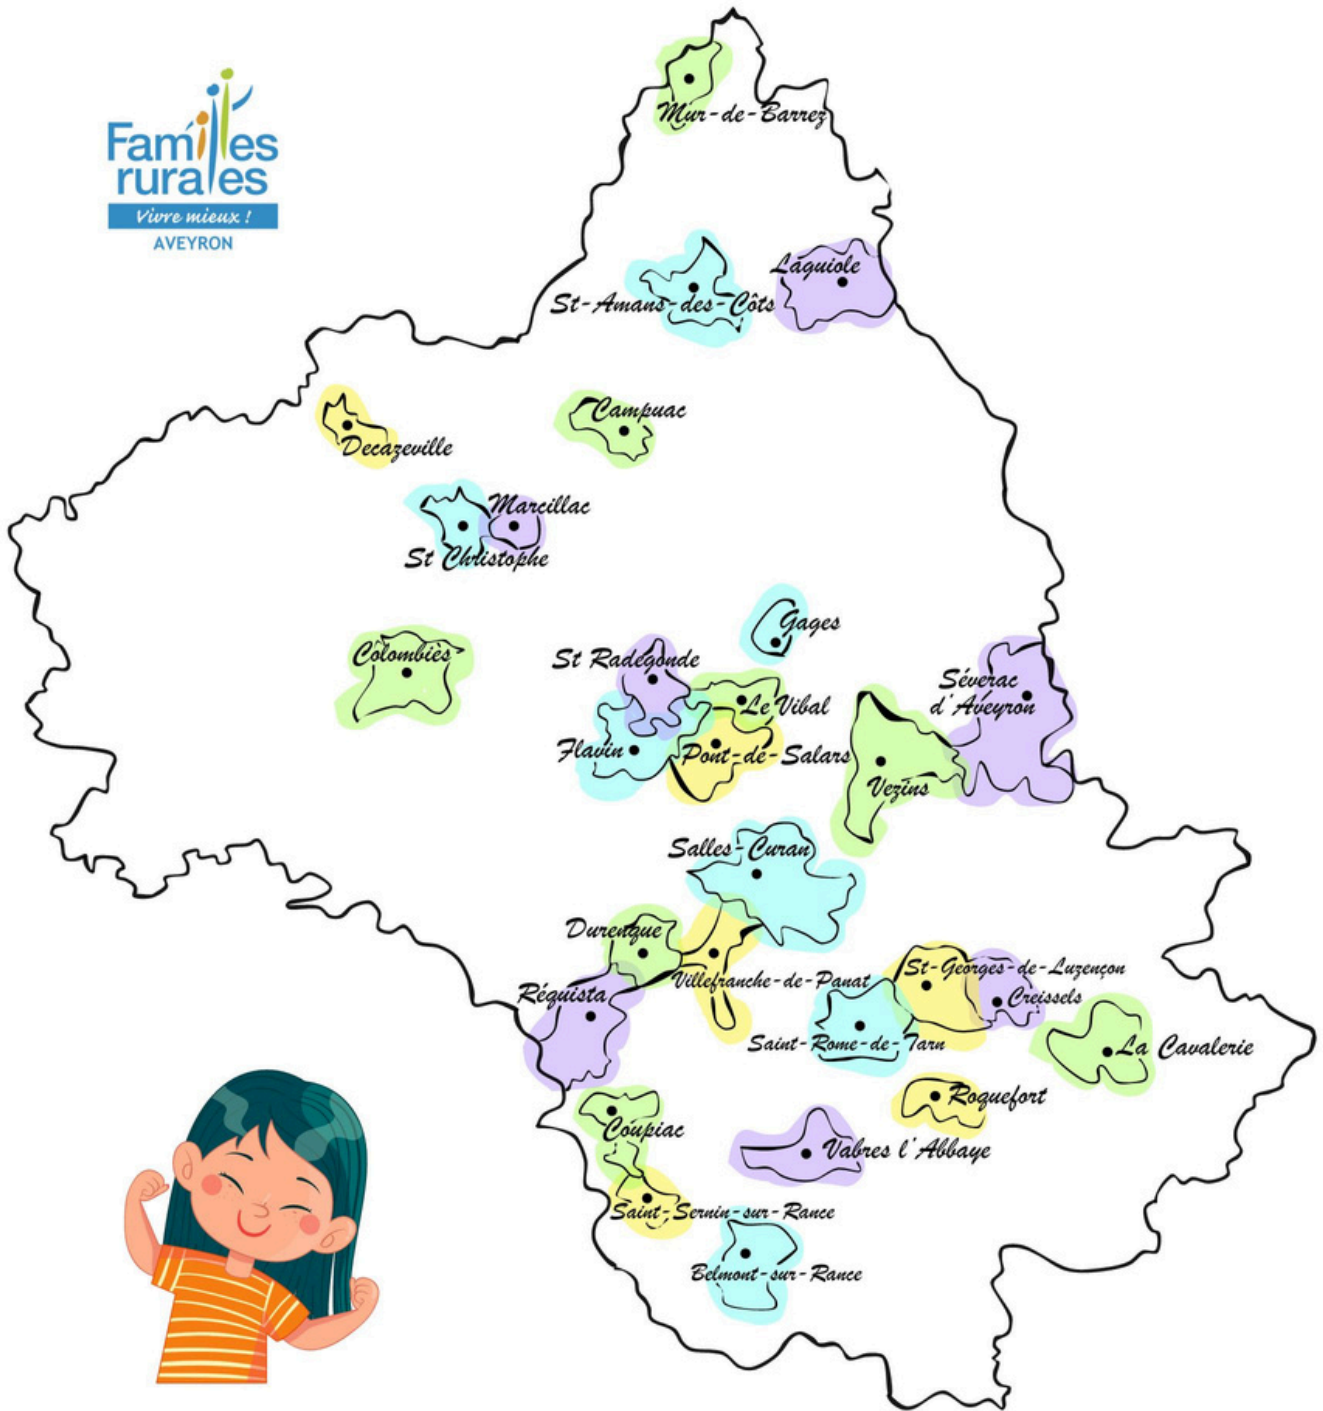 Familles
rurales
Vivre mieux !
AVEYRON
Mur-de-Barrez
Laguiole
St-Amans-des-Côts
Campuac
Decazeville
Marcillac
St Christophe
Gages
Colombiès
St Radegonde
Séverac
d'Aveyron
Le Vibal
Flavin
Pont-de-Salars
Vezins
Salles-Curan
Durenque
Villefranche-de-Panat
St-Georges-de-Luzençon
Réquista
Creissels
Saint-Rome-de-Tarn
La Cavalerie
Roquefort
Coupiac
Vabres l'Abbaye
Saint-Sernin-sur-Rance
Belmont-sur-Rance